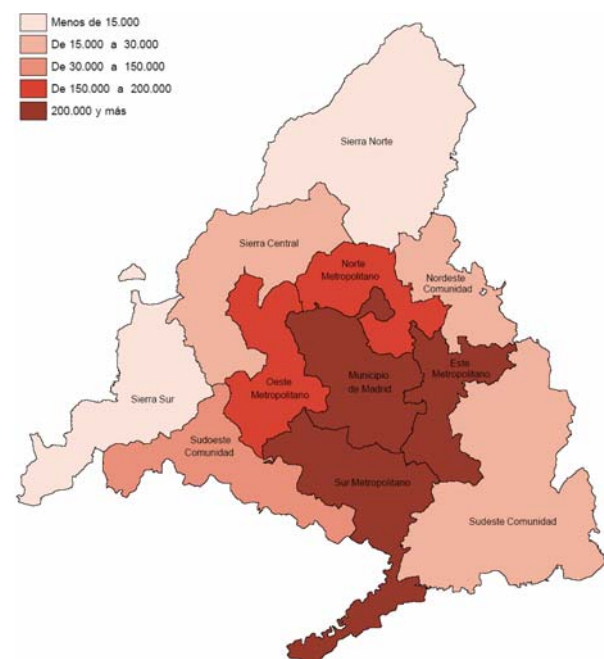 Menos de 15.000
De 15.000 a 30.000
De 30.000 a 150.000
De 150.000 a 200.000
200.000 y más
Sierra Norte
Sierra Central
Norte
Metropolitano
Nordeste
Comunidad
Este
Metropolitano
Municipio
de Madrid
Oeste
Metropolitano
Sierra Sur
Sudoeste
Comunidad
Sur Metropolitano
Sudeste Comunidad